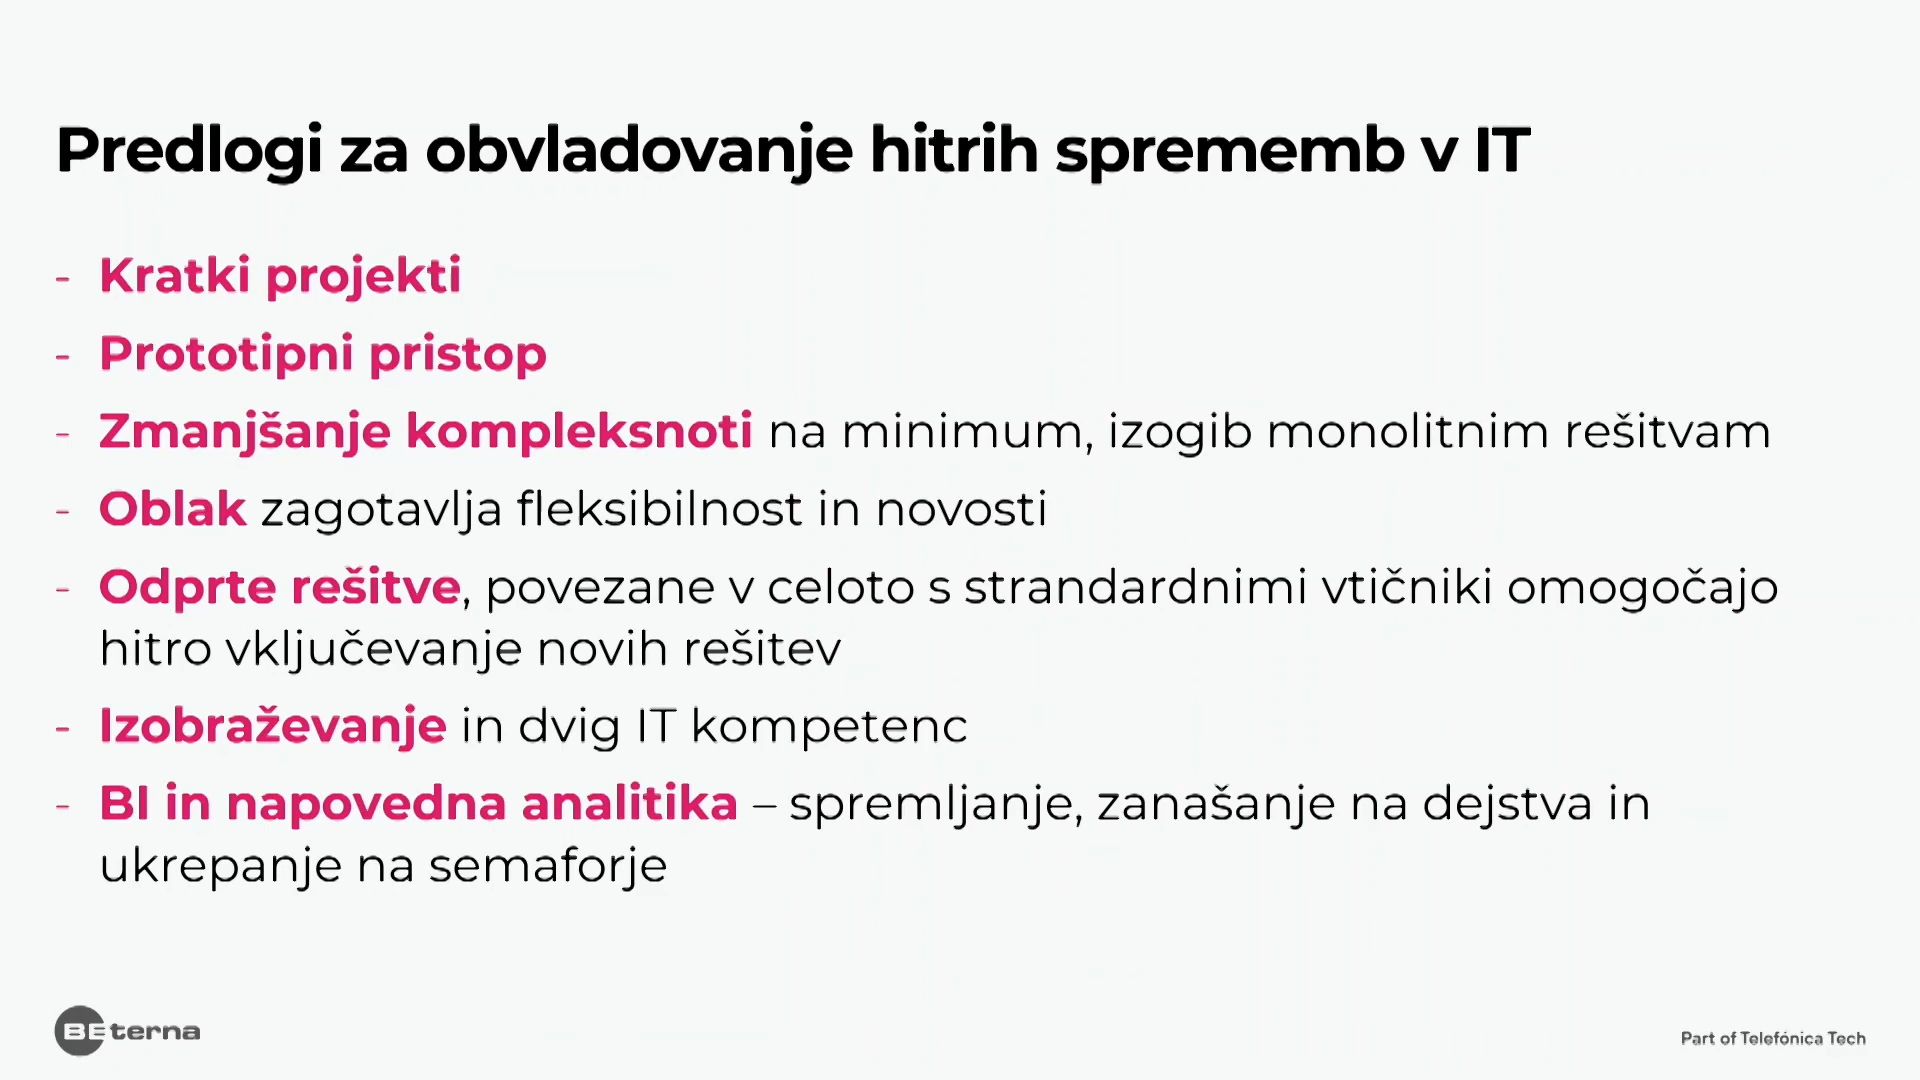 Predlogi za obvladovanje hitrih sprememb v IT
- Kratki projekti
- Prototipni pristop
- Zmanjšanje kompleksnoti na minimum, izogib monolitnim rešitvam
- Oblak zagotavlja fleksibilnost in novosti
- Odprte rešitve, povezane v celoto s strandardnimi vtičniki omogočajo
hitro vključevanje novih rešitev
- Izobraževanje in dvig IT kompetenc
- BI in napovedna analitika – spremljanje, zanašanje na dejstva in
ukrepanje na semaforje
BEterna
Part of Telefónica Tech